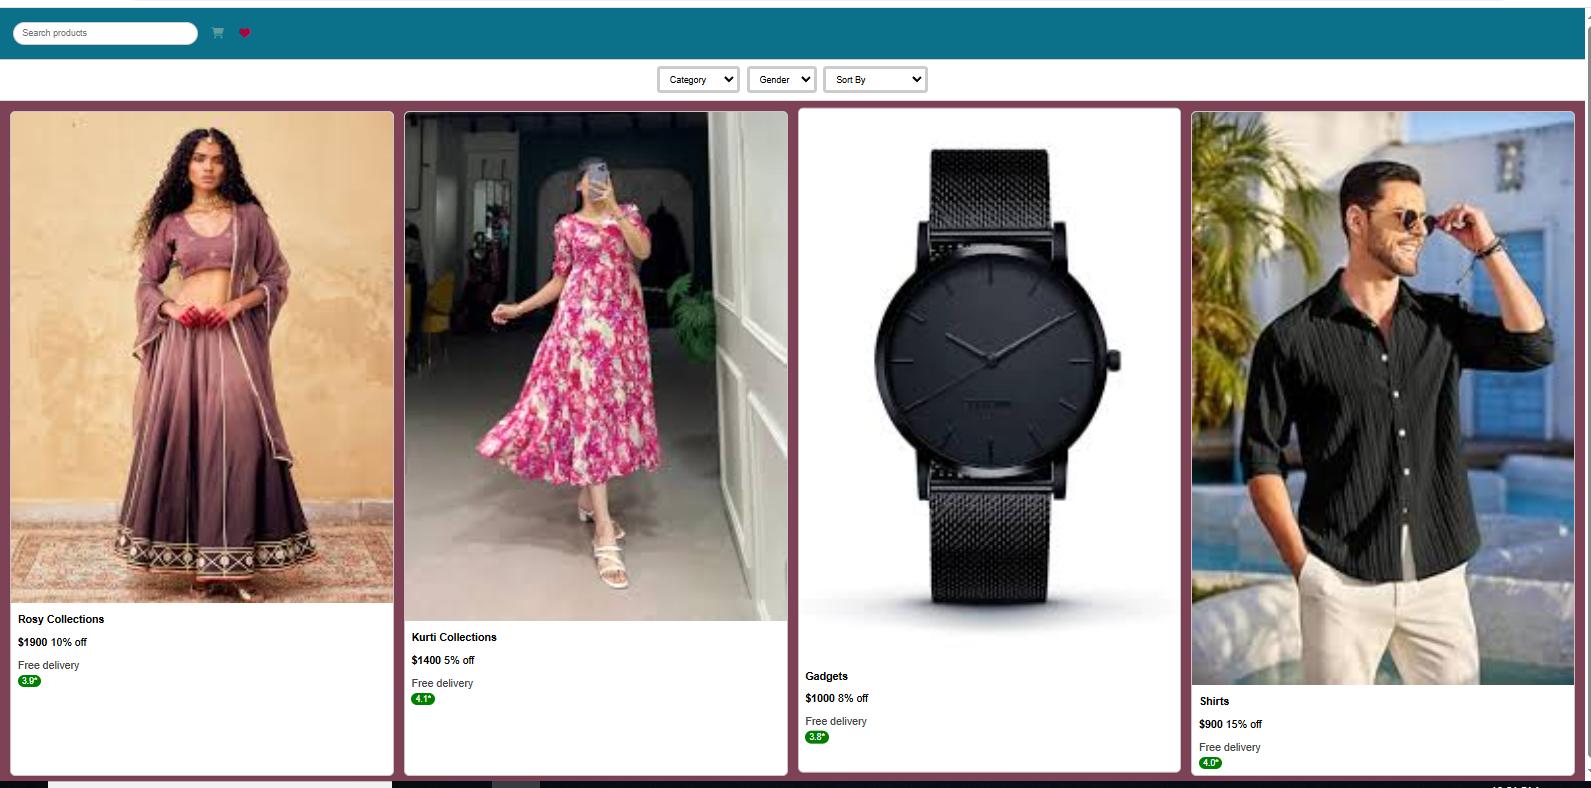 Search products
Category
Gender
Sort By
Rosy Collections
$1900 10% off
Free delivery
3.9*
Kurti Collections
$1400 5% off
Free delivery
4.1*
Gadgets
$1000 8% off
Free delivery
3.8*
Shirts
$900 15% off
Free delivery
4.0*